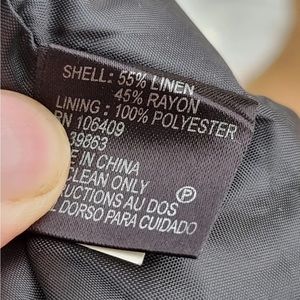 SHELL: 55% LINEN
45% RAYON
LINING: 100% POLYESTER
RN 106409
39863
IN CHINA
CLEAN ONLY
P
AU DOS
DORSO PARA CUIDADO